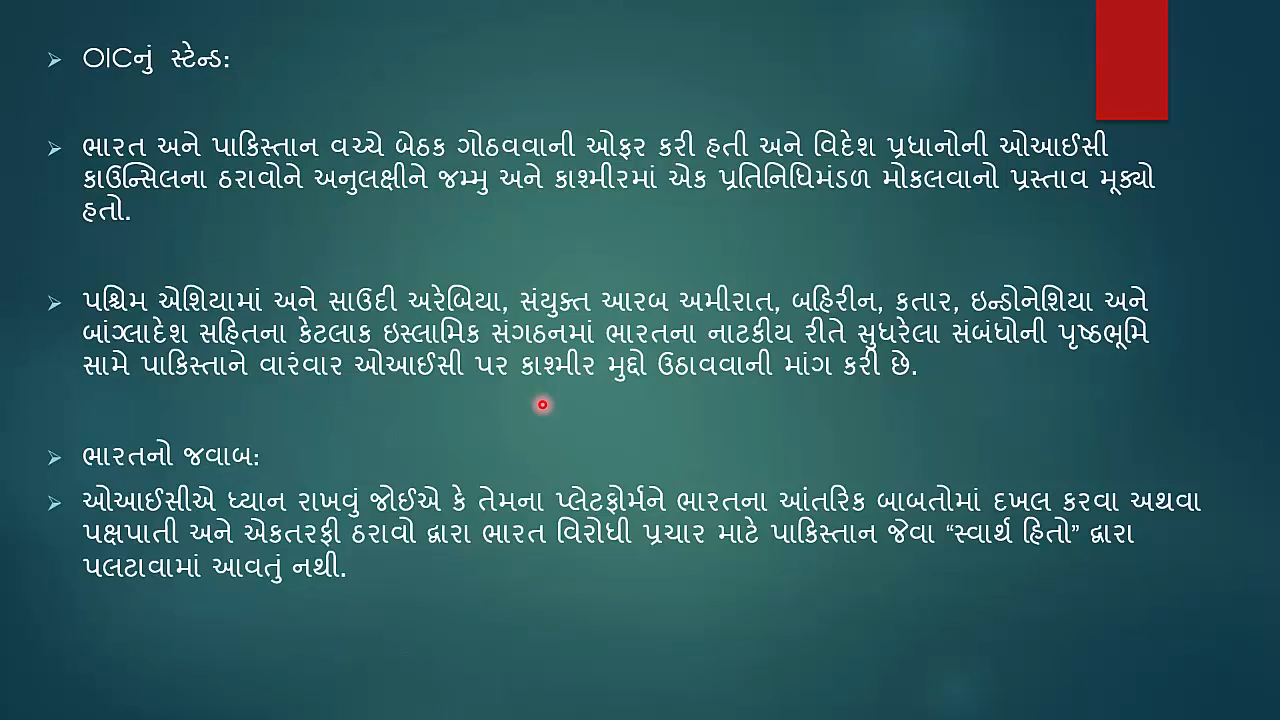 OICનું સ્ટેન્ડ:
ભારત અને પાકિસ્તાન વચ્ચે બેઠક ગોઠવવાની ઓફર કરી હતી અને વિદેશ પ્રધાનોની ઓઆઈસી
કાઉન્સિલના ઠરાવોને અનુલક્ષીને જમ્મુ અને કાશ્મીરમાં એક પ્રતિનિધિમંડળ મોકલવાનો પ્રસ્તાવ મૂક્યો
હતો.
પશ્ચિમ એશિયામાં અને સાઉદી અરેબિયા, સંયુક્ત આરબ અમીરાત, બહિરીન, કતાર, ઇન્ડોનેશિયા અને
બાંગ્લાદેશ સહિતના કેટલાક ઇસ્લામિક સંગઠનમાં ભારતના નાટકીય રીતે સુધરેલા સંબંધોની પૃષ્ઠભૂમિ
સામે પાકિસ્તાને વારંવાર ઓઆઈસી પર કાશ્મીર મુદ્દો ઉઠાવવાની માંગ કરી છે.
ભારતનો જવાબ:
ઓઆઈસીએ ધ્યાન રાખવું જોઈએ કે તેમના પ્લેટફોર્મને ભારતના આંતરિક બાબતોમાં દખલ કરવા અથવા
પક્ષપાતી અને એકતરફી ઠરાવો દ્વારા ભારત વિરોધી પ્રચાર માટે પાકિસ્તાન જેવા “સ્વાર્થ હિતો” દ્વારા
પલટાવામાં આવતું નથી.